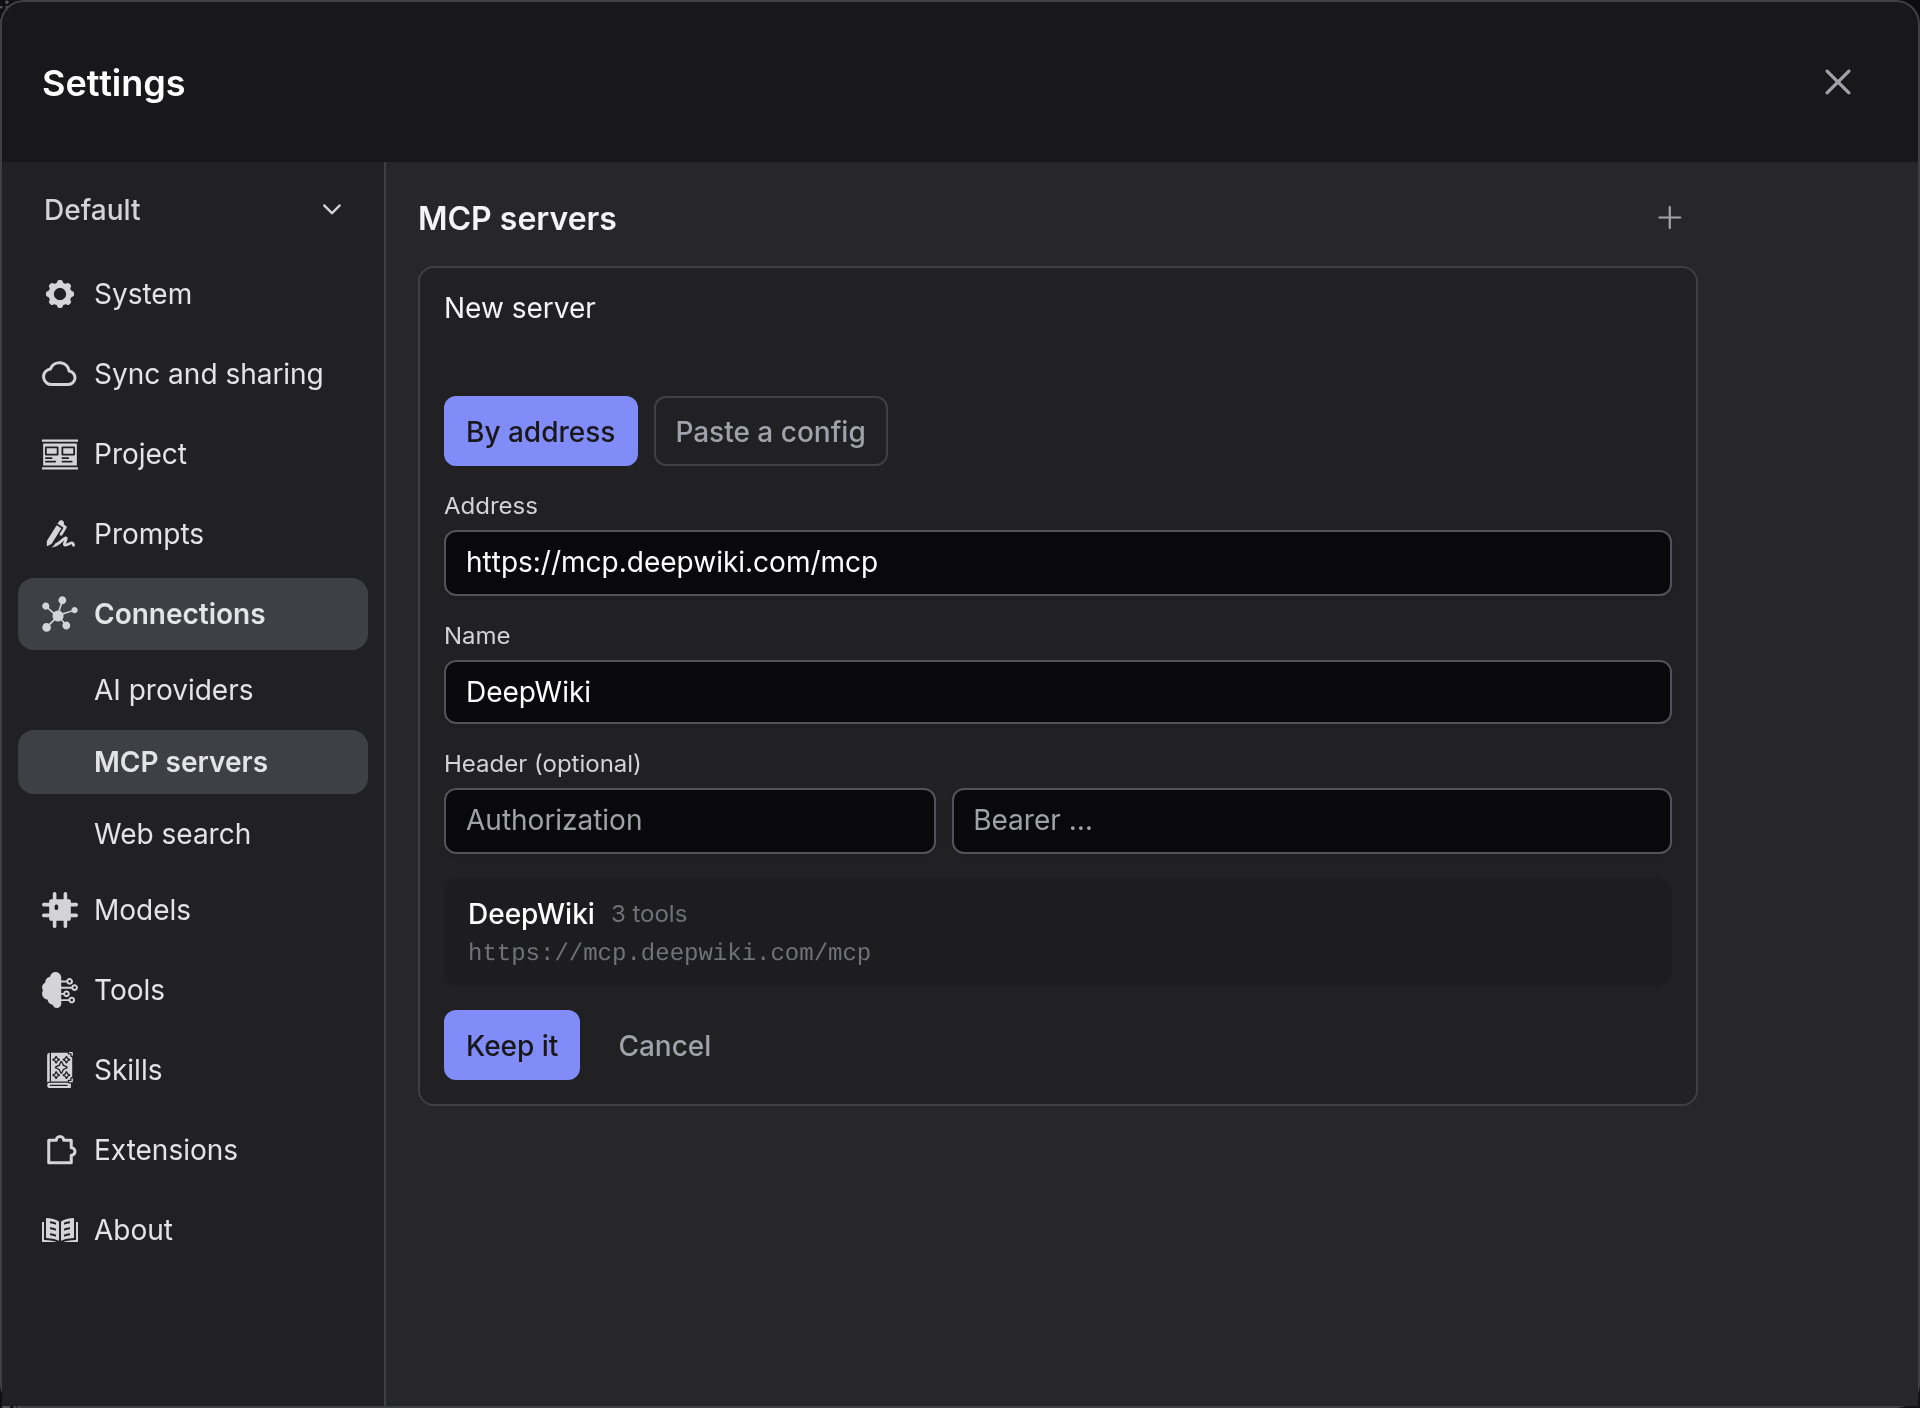 Settings
Default
System
Sync and sharing
Project
Prompts
Connections
AI providers
MCP servers
Web search
Models
Tools
Skills
Extensions
About
MCP servers
New server
By address
Paste a config
Address
https://mcp.deepwiki.com/mcp
Name
DeepWiki
Header (optional)
Authorization
Bearer ...
DeepWiki 3 tools
https://mcp.deepwiki.com/mcp
Keep it
Cancel